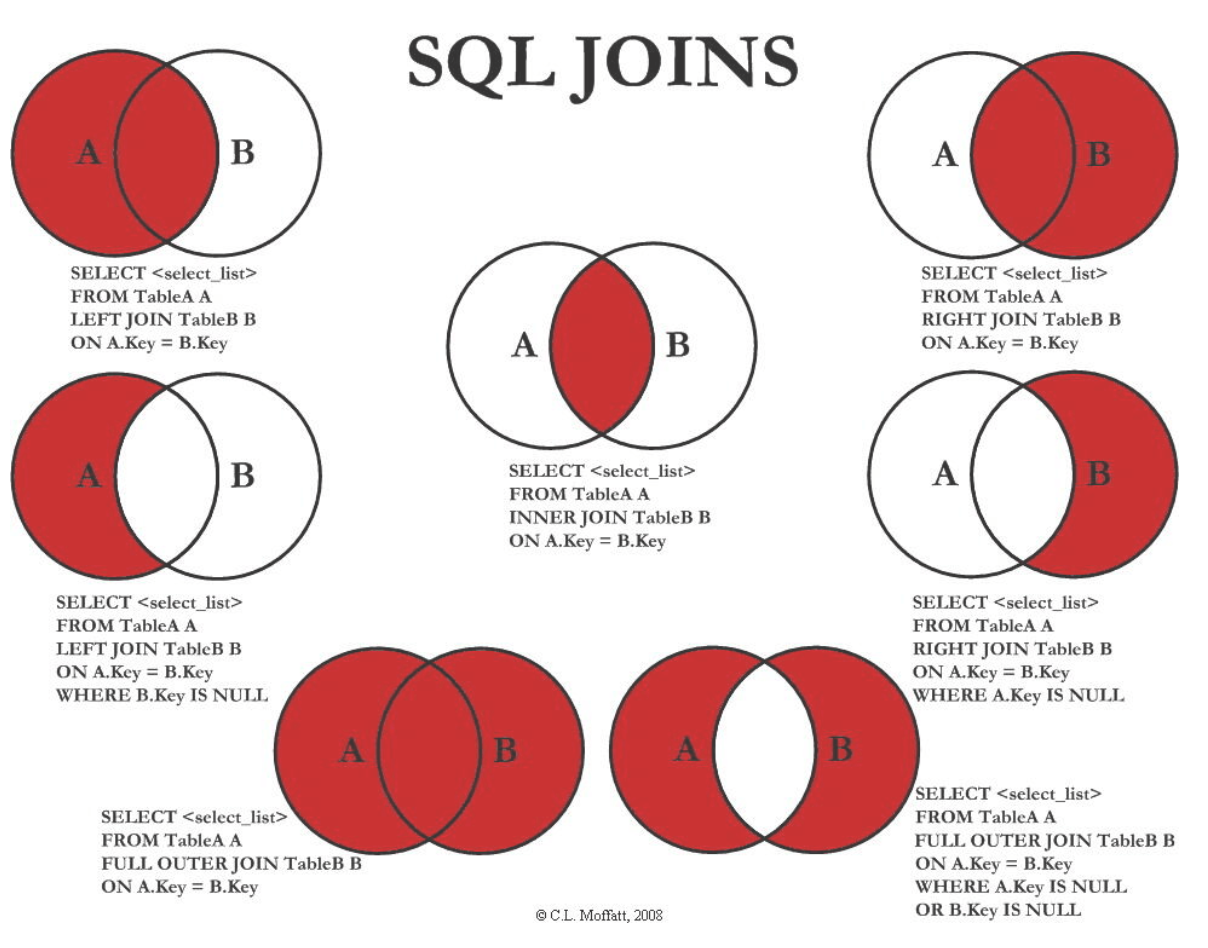 SQL JOINS
A
B
SELECT <select_list>
FROM TableA A
LEFT JOIN TableB B
ON A.Key = B.Key
A
B
SELECT <select_list>
FROM TableA A
RIGHT JOIN TableB B
ON A.Key = B.Key
A
B
SELECT <select_list>
FROM TableA A
INNER JOIN TableB B
ON A.Key = B.Key
A
B
SELECT <select_list>
FROM TableA A
LEFT JOIN TableB B
ON A.Key = B.Key
WHERE B.Key IS NULL
A
B
SELECT <select_list>
FROM TableA A
RIGHT JOIN TableB B
ON A.Key = B.Key
WHERE A.Key IS NULL
A
B
SELECT <select_list>
FROM TableA A
FULL OUTER JOIN TableB B
ON A.Key = B.Key
A
B
SELECT <select_list>
FROM TableA A
FULL OUTER JOIN TableB B
ON A.Key = B.Key
WHERE A.Key IS NULL
OR B.Key IS NULL
© C.L. Moffatt, 2008